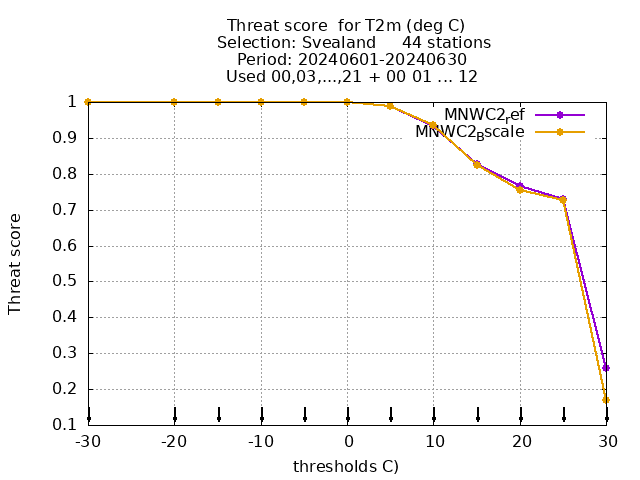 Threat score  for T2m (deg C)
Selection: Svealand     44 stations
Period: 20240601-20240630
Used 00,03,...,21 + 00 01 ... 12
MNWC2ref
MNWC2Bscale
1
0.9
0.8
0.7
0.6
0.5
0.4
0.3
0.2
0.1
Threat score
-30 -20 -10 0 10 20 30
thresholds C)